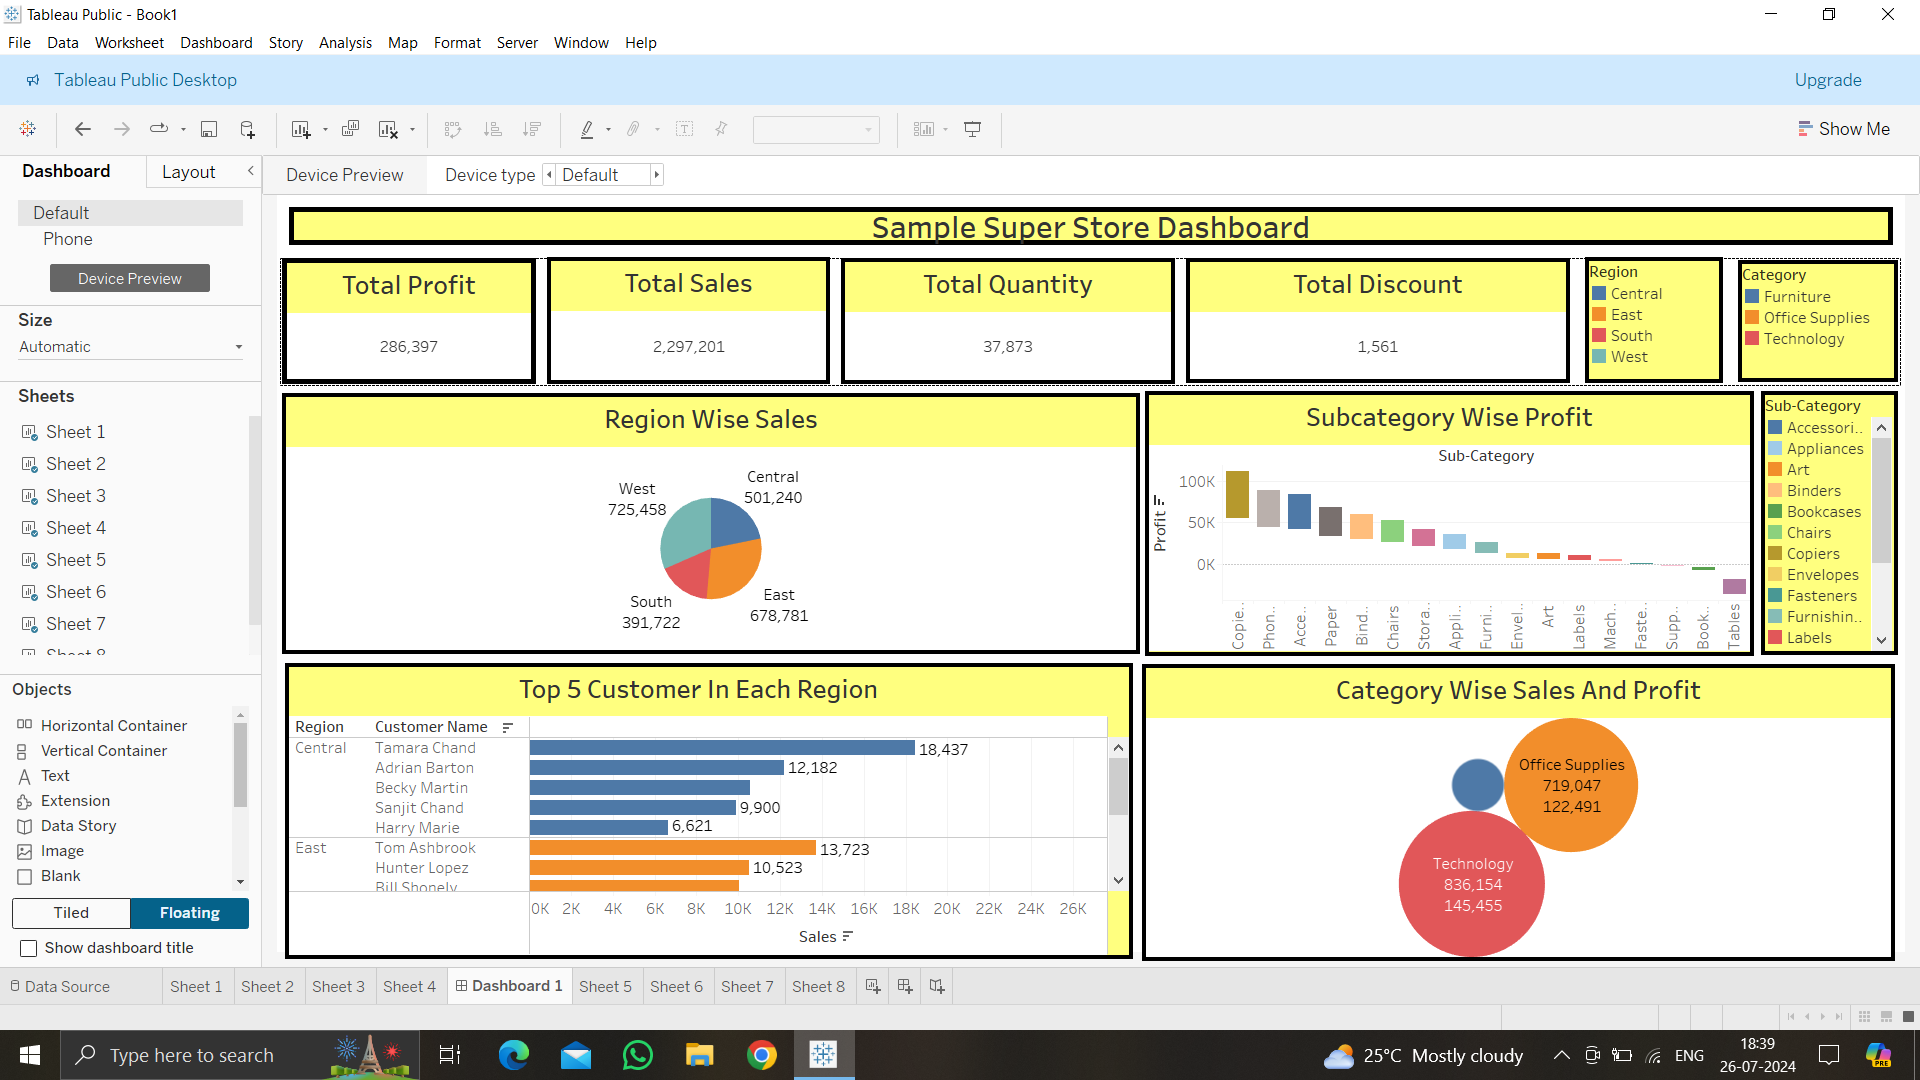 Tableau Public - Book1
File Data Worksheet Dashboard Story Analysis Map Format Server Window Help
Tableau Public Desktop
Upgrade
Show Me
Dashboard
Layout
Device Preview
Device type
Default
Default
Phone
Device Preview
Size
Automatic
Sheets
Sheet 1
Sheet 2
Sheet 3
Sheet 4
Sheet 5
Sheet 6
Sheet 7
Objects
Horizontal Container
Vertical Container
Text
Extension
Data Story
Image
Blank
Tiled
Floating
Show dashboard title
Sample Super Store Dashboard
Total Profit
286,397
Total Sales
2,297,201
Total Quantity
37,873
Total Discount
1,561
Region
Central
East
South
West
Category
Furniture
Office Supplies
Technology
Region Wise Sales
Central
501,240
West
725,458
East
678,781
South
391,722
Subcategory Wise Profit
Sub-Category
Profit
100K
50K
0K
Copie..
Phon..
Acce..
Paper
Bind..
Chairs
Stora..
Appli..
Furni..
Envel..
Art
Labels
Mach..
Faste..
Supp..
Book..
Tables
Sub-Category
Accessori..
Appliances
Art
Binders
Bookcases
Chairs
Copiers
Envelopes
Fasteners
Furnishin..
Labels
Top 5 Customer In Each Region
Region Customer Name
Central Tamara Chand 18,437
Adrian Barton 12,182
Becky Martin
Sanjit Chand 9,900
Harry Marie 6,621
East Tom Ashbrook 13,723
Hunter Lopez 10,523
Bill Shonely
0K 2K 4K 6K 8K 10K 12K 14K 16K 18K 20K 22K 24K 26K
Sales
Category Wise Sales And Profit
Office Supplies
719,047
122,491
Technology
836,154
145,455
Data Source
Sheet 1
Sheet 2
Sheet 3
Sheet 4
Dashboard 1
Sheet 5
Sheet 6
Sheet 7
Sheet 8
Type here to search
25°C Mostly cloudy
ENG
18:39
26-07-2024
PRE